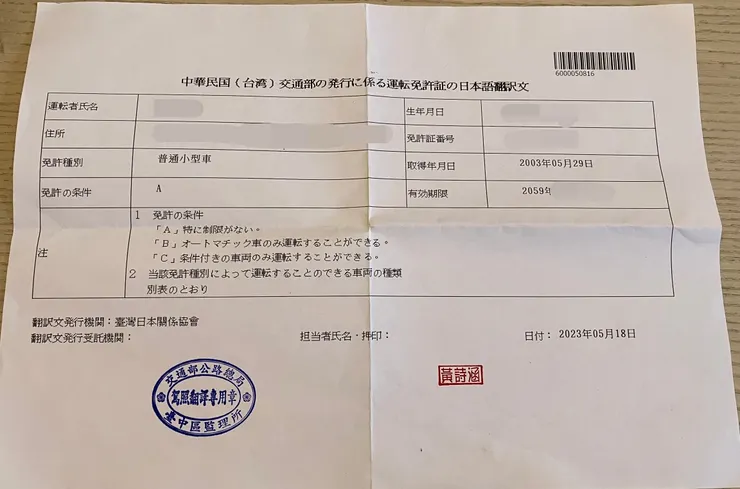 6000050816
中華民国（台湾）交通部の発行に係る運転免許証の日本語翻訳文
運転者氏名
生年月日
住所
免許証番号
免許種別 普通小型車
取得年月日 2003年05月29日
免許の条件 A
有効期限 2059年
注
1 免許の条件
「A」特に制限がない。
「B」オートマチック車のみ運転することができる。
「C」条件付きの車両のみ運転することができる。
2 当該免許種別によって運転することのできる車両の種類
別表のとおり
翻訳文発行機関：臺灣日本關係協會
翻訳文発行受託機関：
担当者氏名・押印：
日付： 2023年05月18日
交通部公路總局
駕照翻譯專用章
臺中區監理所
黃詩涵